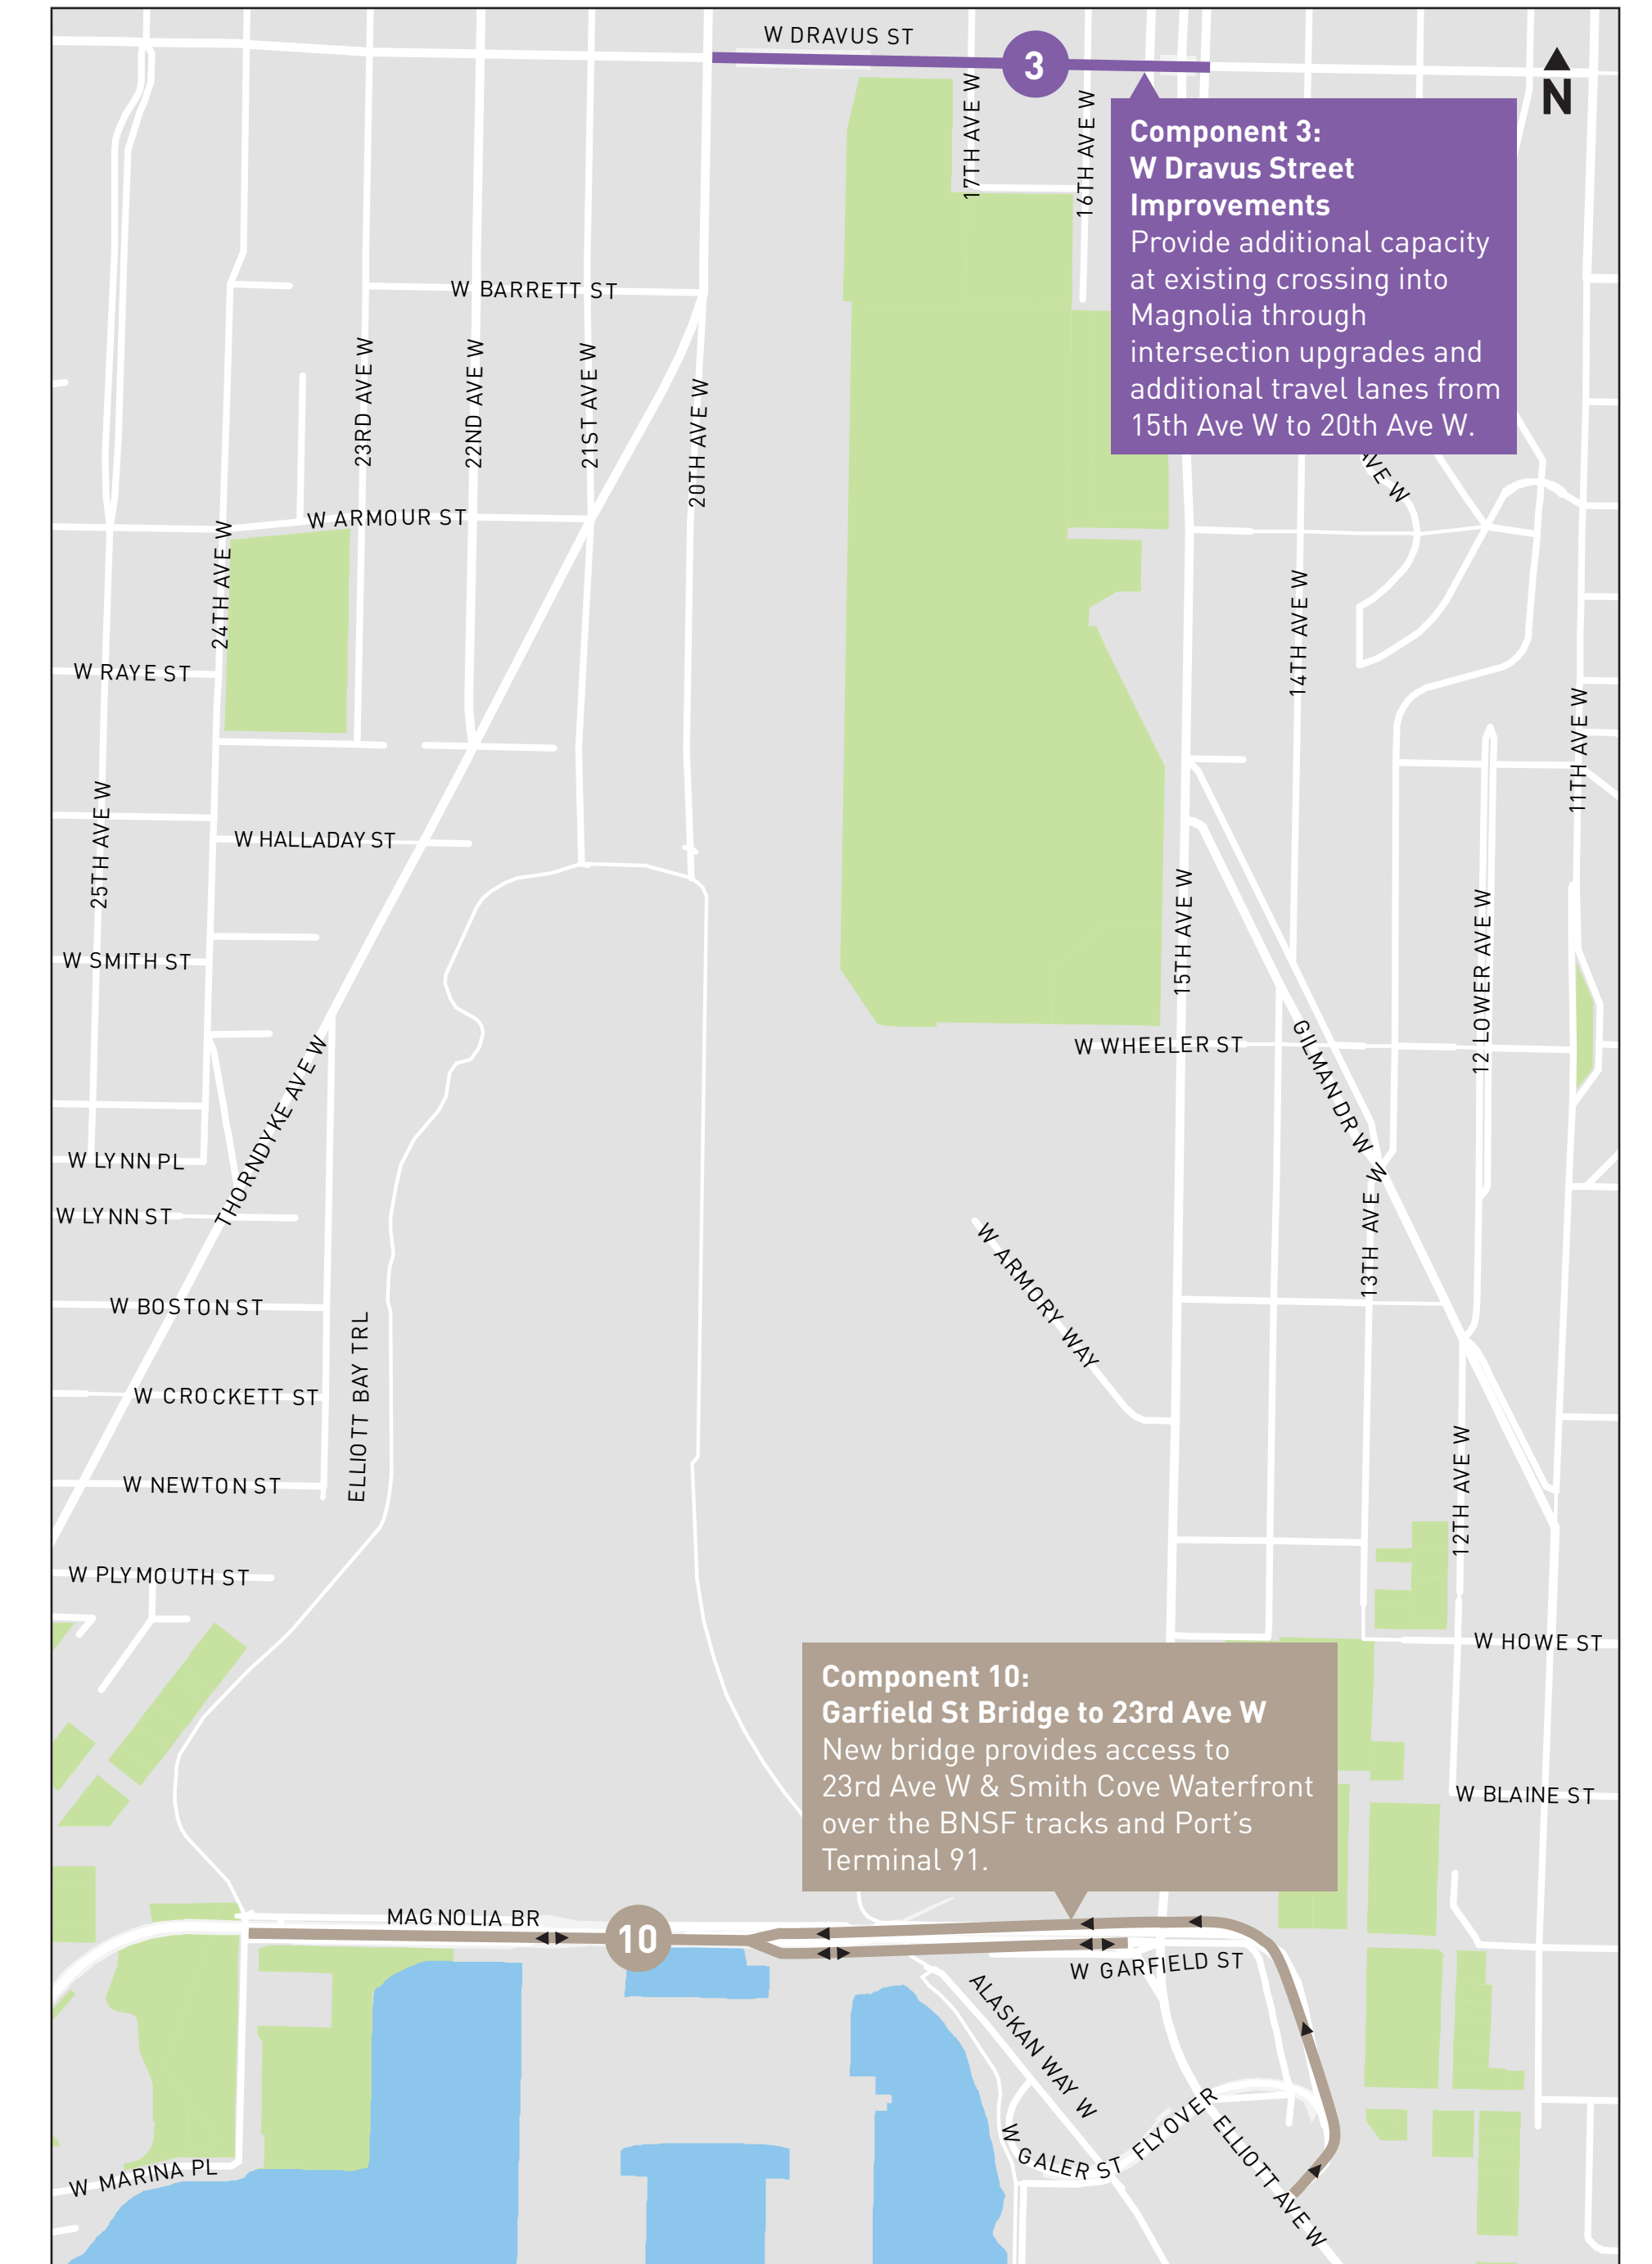 W DRAVUS ST
3
N
17TH AVE W
16TH AVE W
Component 3:
W Dravus Street
Improvements
Provide additional capacity
at existing crossing into
Magnolia through
intersection upgrades and
additional travel lanes from
15th Ave W to 20th Ave W.
W BARRETT ST
23RD AVE W
22ND AVE W
21ST AVE W
20TH AVE W
AVE W
W ARMOUR ST
24TH AVE W
W RAYE ST
14TH AVE W
11TH AVE W
25TH AVE W
W HALLADAY ST
15TH AVE W
12 LOWER AVE W
W SMITH ST
W WHEELER ST
GILMAN DR W
THORNDYKE AVE W
W LYNN PL
W LYNN ST
13TH AVE W
W ARMORY WAY
W BOSTON ST
ELLIOTT BAY TRL
W CROCKETT ST
12TH AVE W
W NEWTON ST
W PLYMOUTH ST
W HOWE ST
Component 10:
Garfield St Bridge to 23rd Ave W
New bridge provides access to
23rd Ave W & Smith Cove Waterfront
over the BNSF tracks and Port's
Terminal 91.
W BLAINE ST
MAGNOLIA BR
10
W GARFIELD ST
ALASKAN WAY W
W GALER ST FLYOVER
ELLIOTT AVE W
W MARINA PL